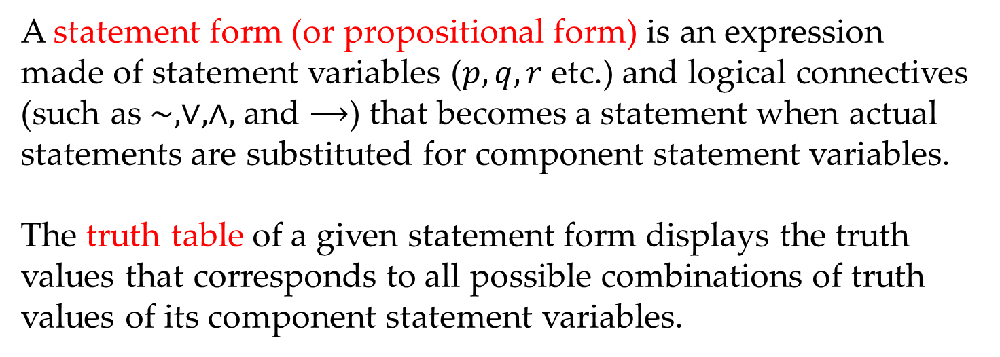 A statement form (or propositional form) is an expression
made of statement variables (p, q, r etc.) and logical connectives
(such as ~,∨,∧, and ⟶) that becomes a statement when actual
statements are substituted for component statement variables.
The truth table of a given statement form displays the truth
values that corresponds to all possible combinations of truth
values of its component statement variables.